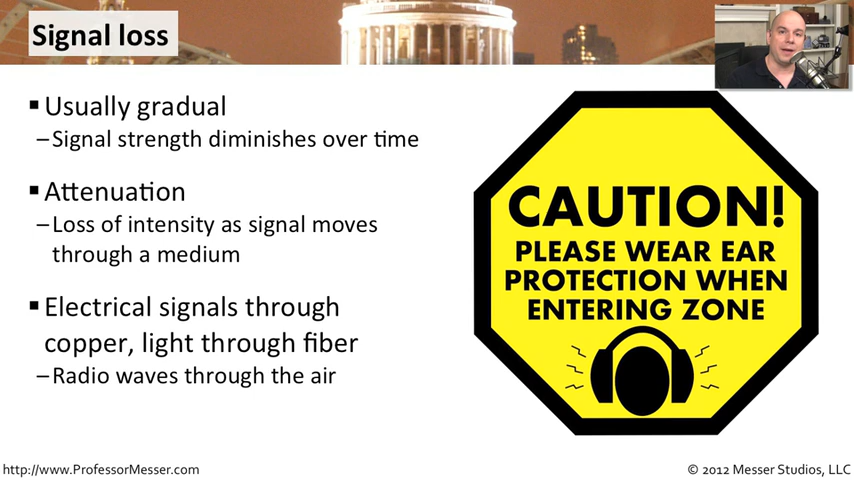 Signal loss
▪ Usually gradual
– Signal strength diminishes over time
▪ Attenuation
– Loss of intensity as signal moves
through a medium
▪ Electrical signals through
copper, light through fiber
– Radio waves through the air
CAUTION!
PLEASE WEAR EAR
PROTECTION WHEN
ENTERING ZONE
http://www.ProfessorMesser.com
© 2012 Messer Studios, LLC